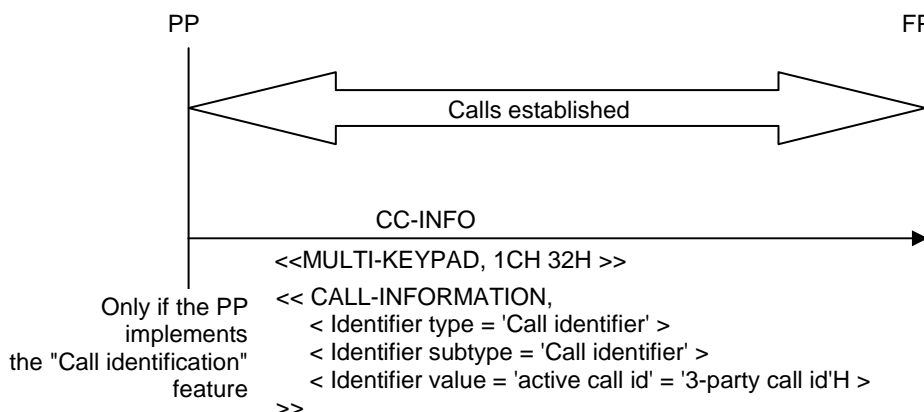 PP
FP
Calls established
CC-INFO
<<MULTI-KEYPAD, 1CH 32H >>
Only if the PP
implements
the "Call identification"
feature
<< CALL-INFORMATION,
< Identifier type = 'Call identifier' >
< Identifier subtype = 'Call identifier' >
< Identifier value = 'active call id' = '3-party call id'H >
>>